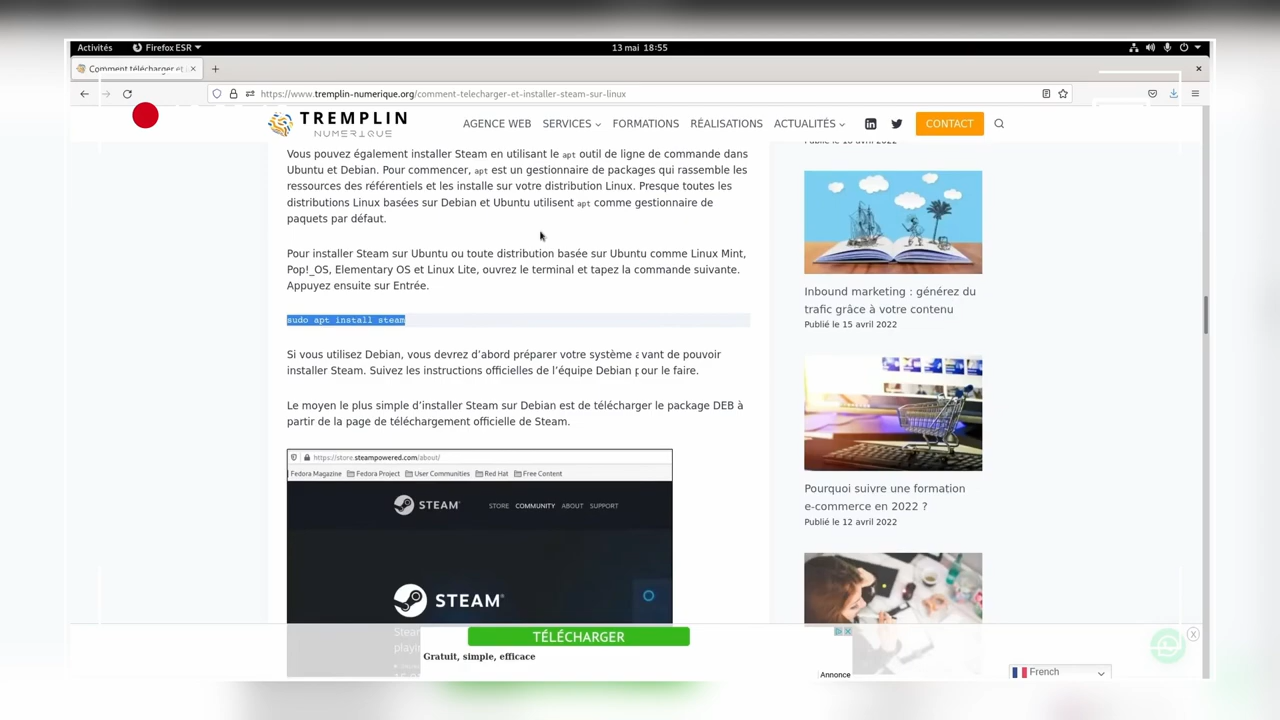 Activités
Firefox ESR
13 mai 18:55
Comment télécharger et
https://www.tremplin-numerique.org/comment-telecharger-et-installer-steam-sur-linux
TREMPLIN
NUMERIQUE
AGENCE WEB SERVICES FORMATIONS RÉALISATIONS ACTUALITÉS CONTACT
Vous pouvez également installer Steam en utilisant le apt outil de ligne de commande dans
Ubuntu et Debian. Pour commencer, apt est un gestionnaire de packages qui rassemble les
ressources des référentiels et les installe sur votre distribution Linux. Presque toutes les
distributions Linux basées sur Debian et Ubuntu utilisent apt comme gestionnaire de
paquets par défaut.
Pour installer Steam sur Ubuntu ou toute distribution basée sur Ubuntu comme Linux Mint,
Pop!_OS, Elementary OS et Linux Lite, ouvrez le terminal et tapez la commande suivante.
Appuyez ensuite sur Entrée.
sudo apt install steam
Si vous utilisez Debian, vous devrez d'abord préparer votre système avant de pouvoir
installer Steam. Suivez les instructions officielles de l'équipe Debian pour le faire.
Le moyen le plus simple d'installer Steam sur Debian est de télécharger le package DEB à
partir de la page de téléchargement officielle de Steam.
https://store.steampowered.com/about/
Fedora Magazine Fedora Project User Communities Red Hat Free Content
STEAM STORE COMMUNITY ABOUT SUPPORT
STEAM
Publié le 18 avril 2022
Inbound marketing : générez du
trafic grâce à votre contenu
Publié le 15 avril 2022
Pourquoi suivre une formation
e-commerce en 2022 ?
Publié le 12 avril 2022
TÉLÉCHARGER
Gratuit, simple, efficace
Annonce
French